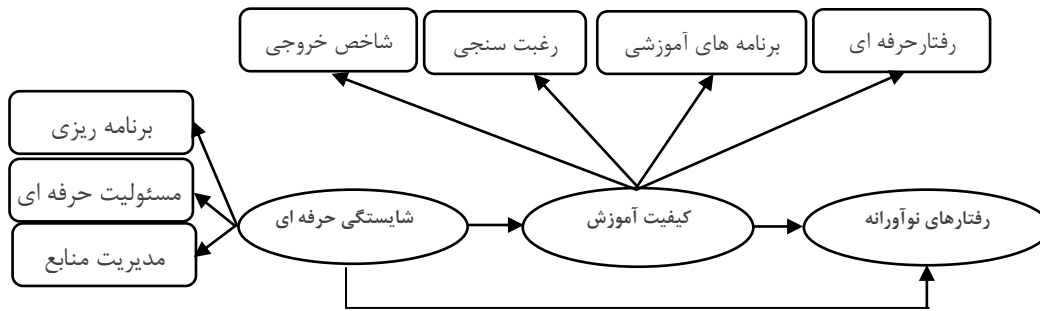 رفتارحرفه ای
برنامه های آموزشی
رغبت سنجی
شاخص خروجی
برنامه ریزی
مسئولیت حرفه ای
مدیریت منابع
شایستگی حرفه ای
کیفیت آموزش
رفتارهای نوآورانه